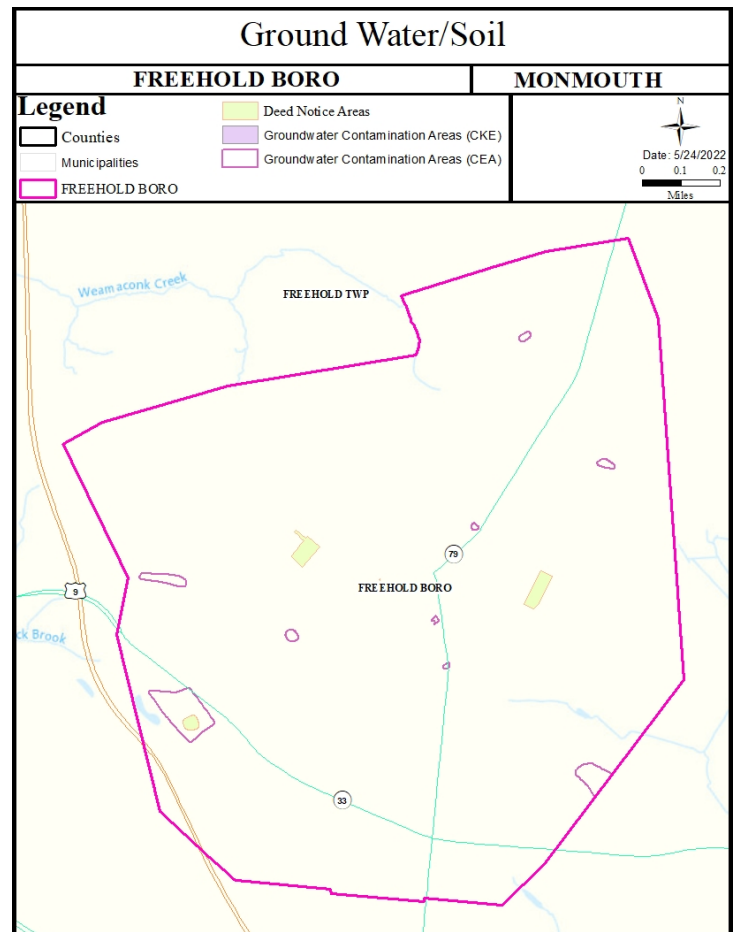 Ground Water/Soil
FREEHOLD BORO
MONMOUTH
Legend
Counties
Municipalities
FREEHOLD BORO
Deed Notice Areas
Groundwater Contamination Areas (CKE)
Groundwater Contamination Areas (CEA)
N
Date: 5/24/2022
0 0.1 0.2
Miles
Weamaconk Creek
FREEHOLD TWP
79
FREEHOLD BORO
9
ck Brook
33